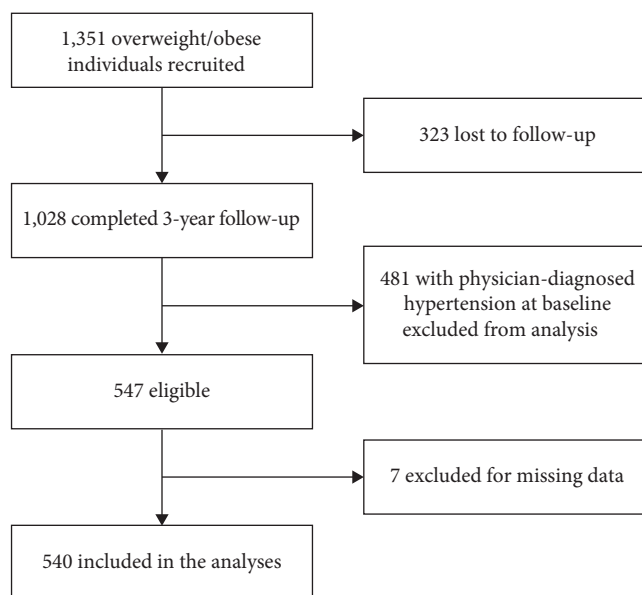 1,351 overweight/obese
individuals recruited
323 lost to follow-up
1,028 completed 3-year follow-up
481 with physician-diagnosed
hypertension at baseline
excluded from analysis
547 eligible
7 excluded for missing data
540 included in the analyses